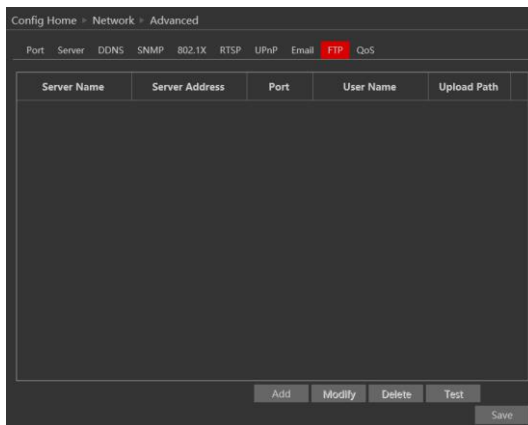 Config Home ▸ Network ▸ Advanced
Port Server DDNS SNMP 802.1X RTSP UPnP Email FTP QoS
Server Name Server Address Port User Name Upload Path
Add Modify Delete Test
Save